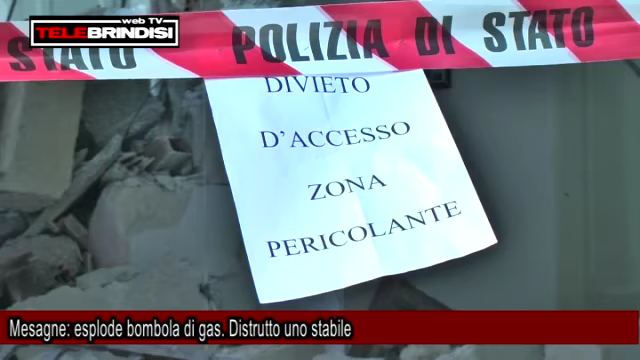 web TV
TELEBRINDISI
STATO POLIZIA DI STATO
DIVIETO
D'ACCESSO
ZONA
PERICOLANTE
Mesagne: esplode bombola di gas. Distrutto uno stabile